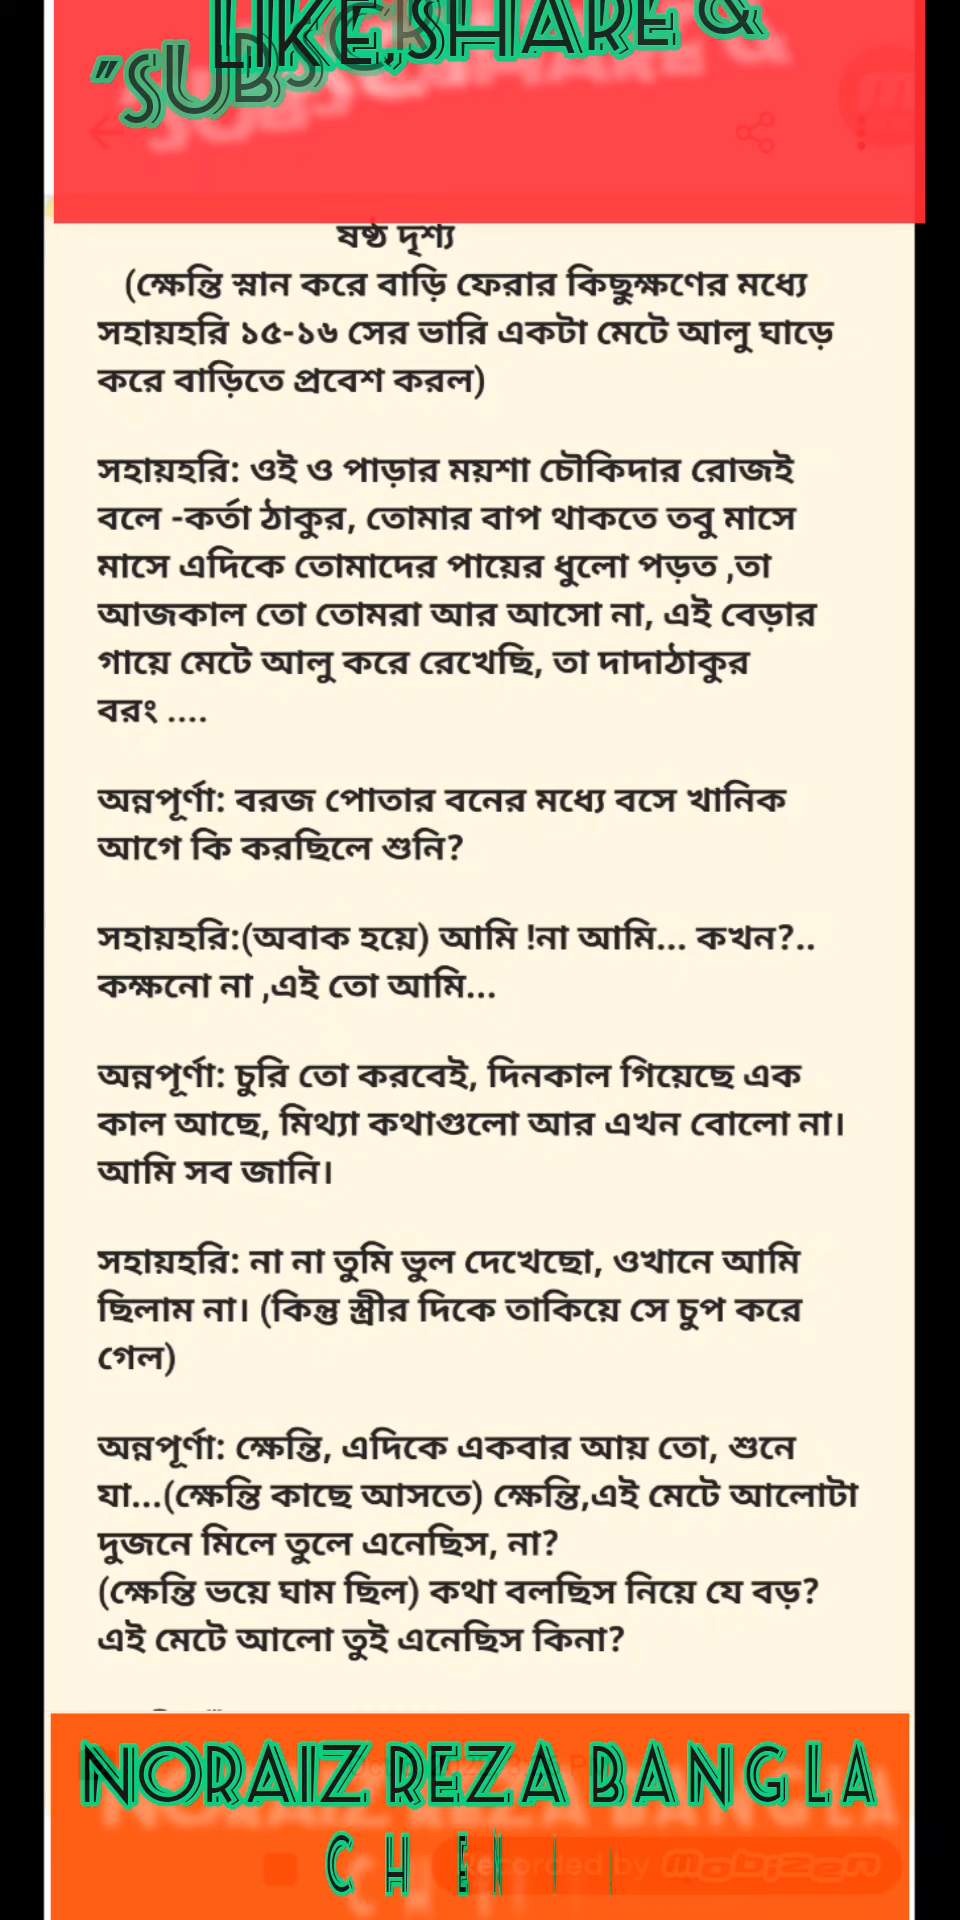 LIKE,SHARE &
"SUBSCR
ষষ্ঠ দৃশ্য
(ক্ষেন্তি স্নান করে বাড়ি ফেরার কিছুক্ষণের মধ্যে
সহায়হরি ১৫-১৬ সের ভারি একটা মেটে আলু ঘাড়ে
করে বাড়িতে প্রবেশ করল)
সহায়হরি: ওই ও পাড়ার ময়শা চৌকিদার রোজই
বলে -কর্তা ঠাকুর, তোমার বাপ থাকতে তবু মাসে
মাসে এদিকে তোমাদের পায়ের ধুলো পড়ত ,তা
আজকাল তো তোমরা আর আসো না, এই বেড়ার
গায়ে মেটে আলু করে রেখেছি, তা দাদাঠাকুর
বরং ....
অন্নপূর্ণা: বরজ পোতার বনের মধ্যে বসে খানিক
আগে কি করছিলে শুনি?
সহায়হরি:(অবাক হয়ে) আমি !না আমি... কখন?..
কক্ষনো না ,এই তো আমি...
অন্নপূর্ণা: চুরি তো করবেই, দিনকাল গিয়েছে এক
কাল আছে, মিথ্যা কথাগুলো আর এখন বোলো না।
আমি সব জানি।
সহায়হরি: না না তুমি ভুল দেখেছো, ওখানে আমি
ছিলাম না। (কিন্তু স্ত্রীর দিকে তাকিয়ে সে চুপ করে
গেল)
অন্নপূর্ণা: ক্ষেন্তি, এদিকে একবার আয় তো, শুনে
যা...(ক্ষেন্তি কাছে আসতে) ক্ষেন্তি,এই মেটে আলোটা
দুজনে মিলে তুলে এনেছিস, না?
(ক্ষেন্তি ভয়ে ঘাম ছিল) কথা বলছিস নিয়ে যে বড়?
এই মেটে আলো তুই এনেছিস কিনা?
NORAIZ REZA BANGLA
C H
Recorded by mobizen